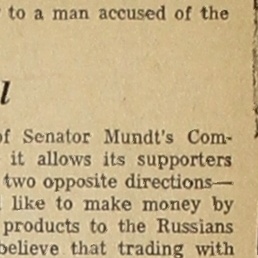 to a man accused of the
l
of Senator Mundt's Com-
it allows its supporters
two opposite directions—
like to make money by
products to the Russians
believe that trading with